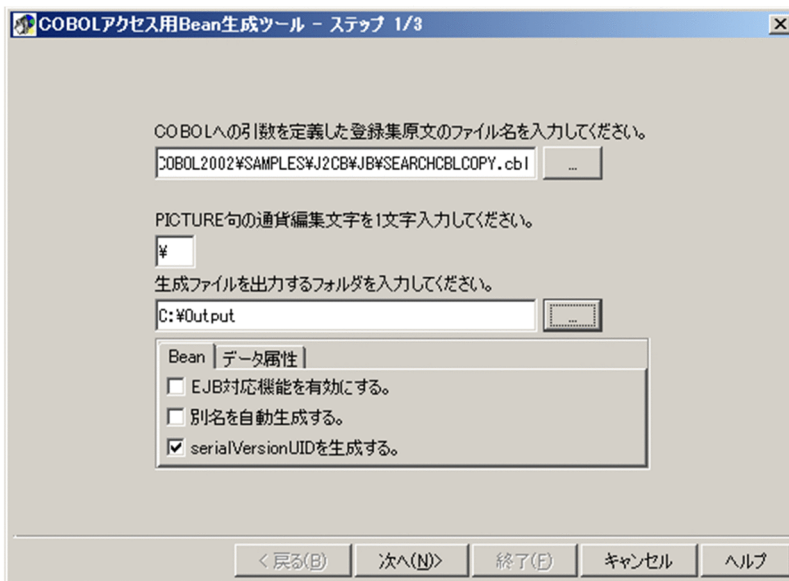 COBOLアクセス用Bean生成ツール - ステップ 1/3
COBOLへの引数を定義した登録集原文のファイル名を入力してください。
COBOL2002¥SAMPLES¥J2CB¥JB¥SEARCHCBLCOPY.cbl
...
PICTURE句の通貨編集文字を1文字入力してください。
¥
生成ファイルを出力するフォルダを入力してください。
C:¥Output
...
Bean データ属性
EJB対応機能を有効にする。
別名を自動生成する。
serialVersionUIDを生成する。
< 戻る(B) 次へ(N)> 終了(F) キャンセル ヘルプ